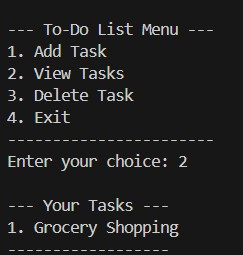 --- To-Do List Menu ---
1. Add Task
2. View Tasks
3. Delete Task
4. Exit
-----------------------
Enter your choice: 2
--- Your Tasks ---
1. Grocery Shopping
------------------